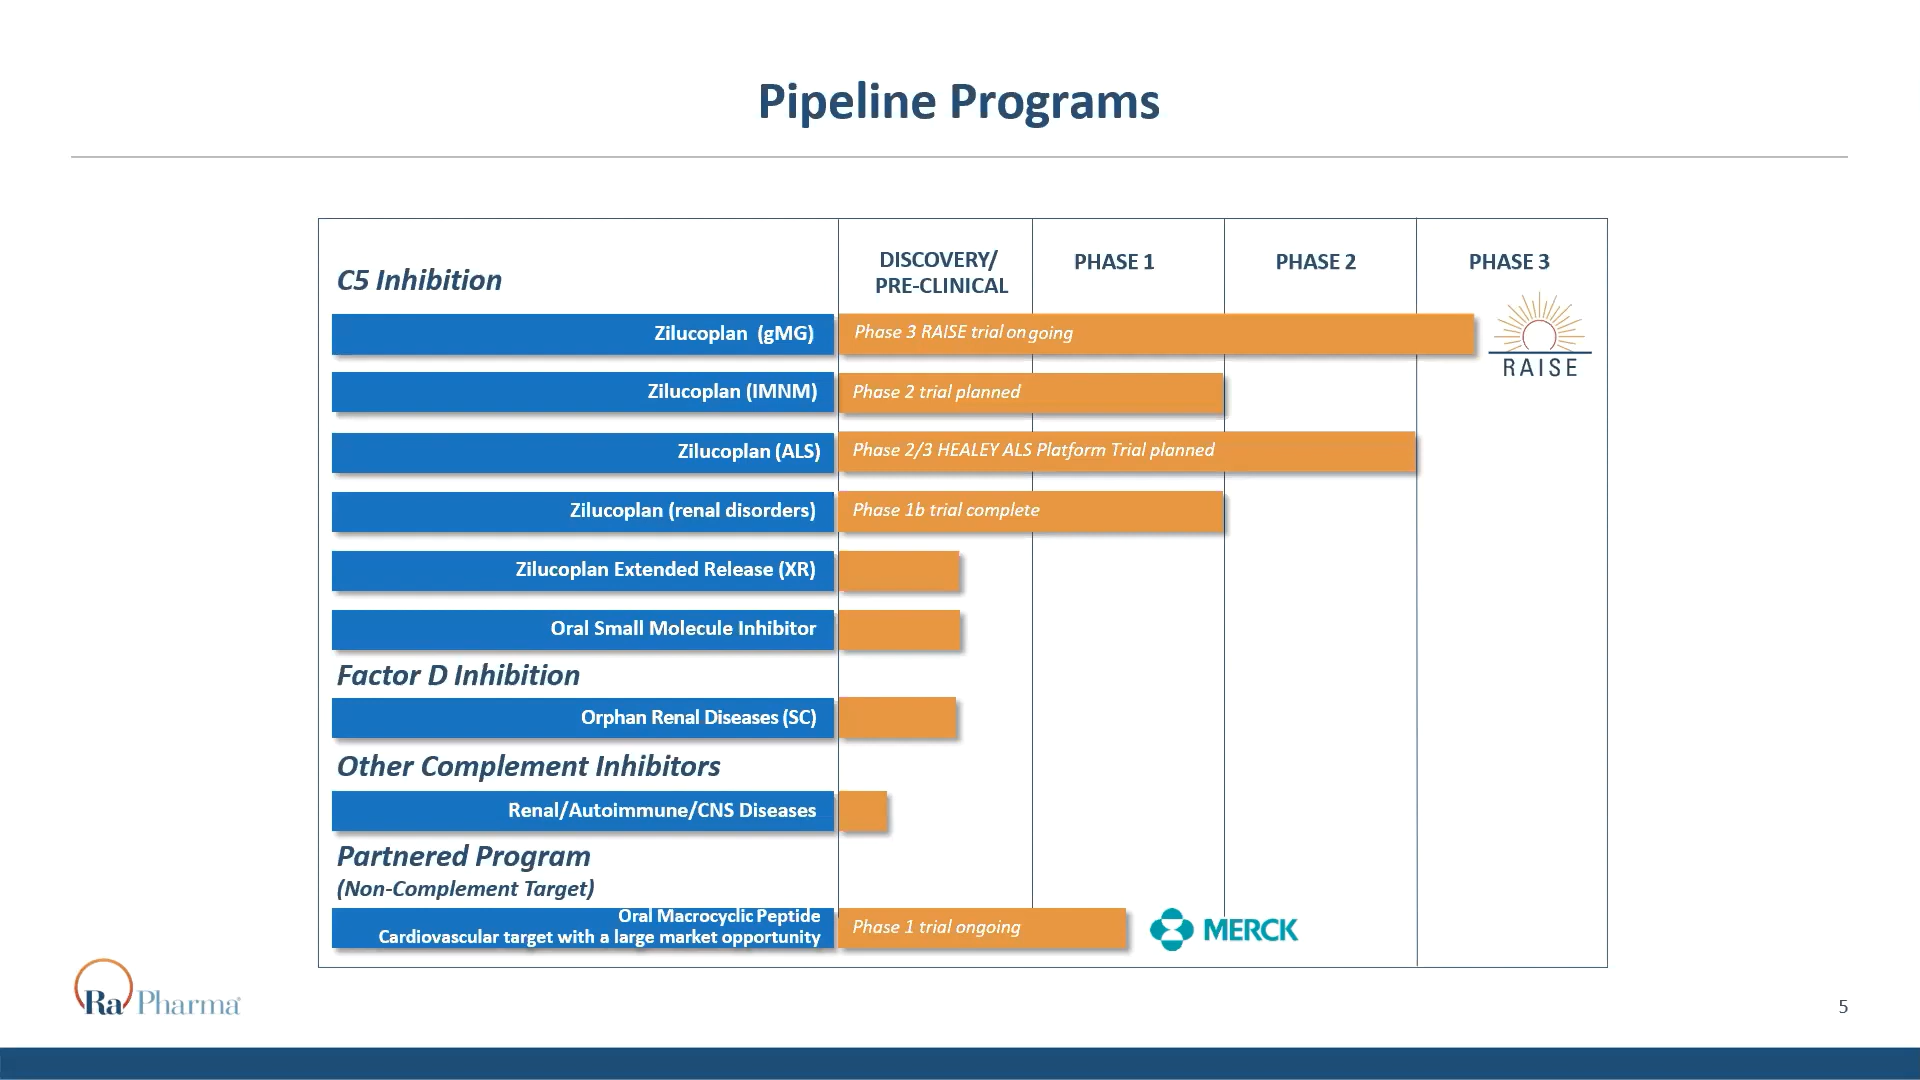 Pipeline Programs
C5 Inhibition
DISCOVERY/
PRE-CLINICAL
PHASE 1
PHASE 2
PHASE 3
Zilucoplan (gMG)
Phase 3 RAISE trial ongoing
RAISE
Zilucoplan (IMNM)
Phase 2 trial planned
Zilucoplan (ALS)
Phase 2/3 HEALEY ALS Platform Trial planned
Zilucoplan (renal disorders)
Phase 1b trial complete
Zilucoplan Extended Release (XR)
Oral Small Molecule Inhibitor
Factor D Inhibition
Orphan Renal Diseases (SC)
Other Complement Inhibitors
Renal/Autoimmune/CNS Diseases
Partnered Program
(Non-Complement Target)
Oral Macrocyclic Peptide
Cardiovascular target with a large market opportunity
Phase 1 trial ongoing
MERCK
Ra Pharma
5